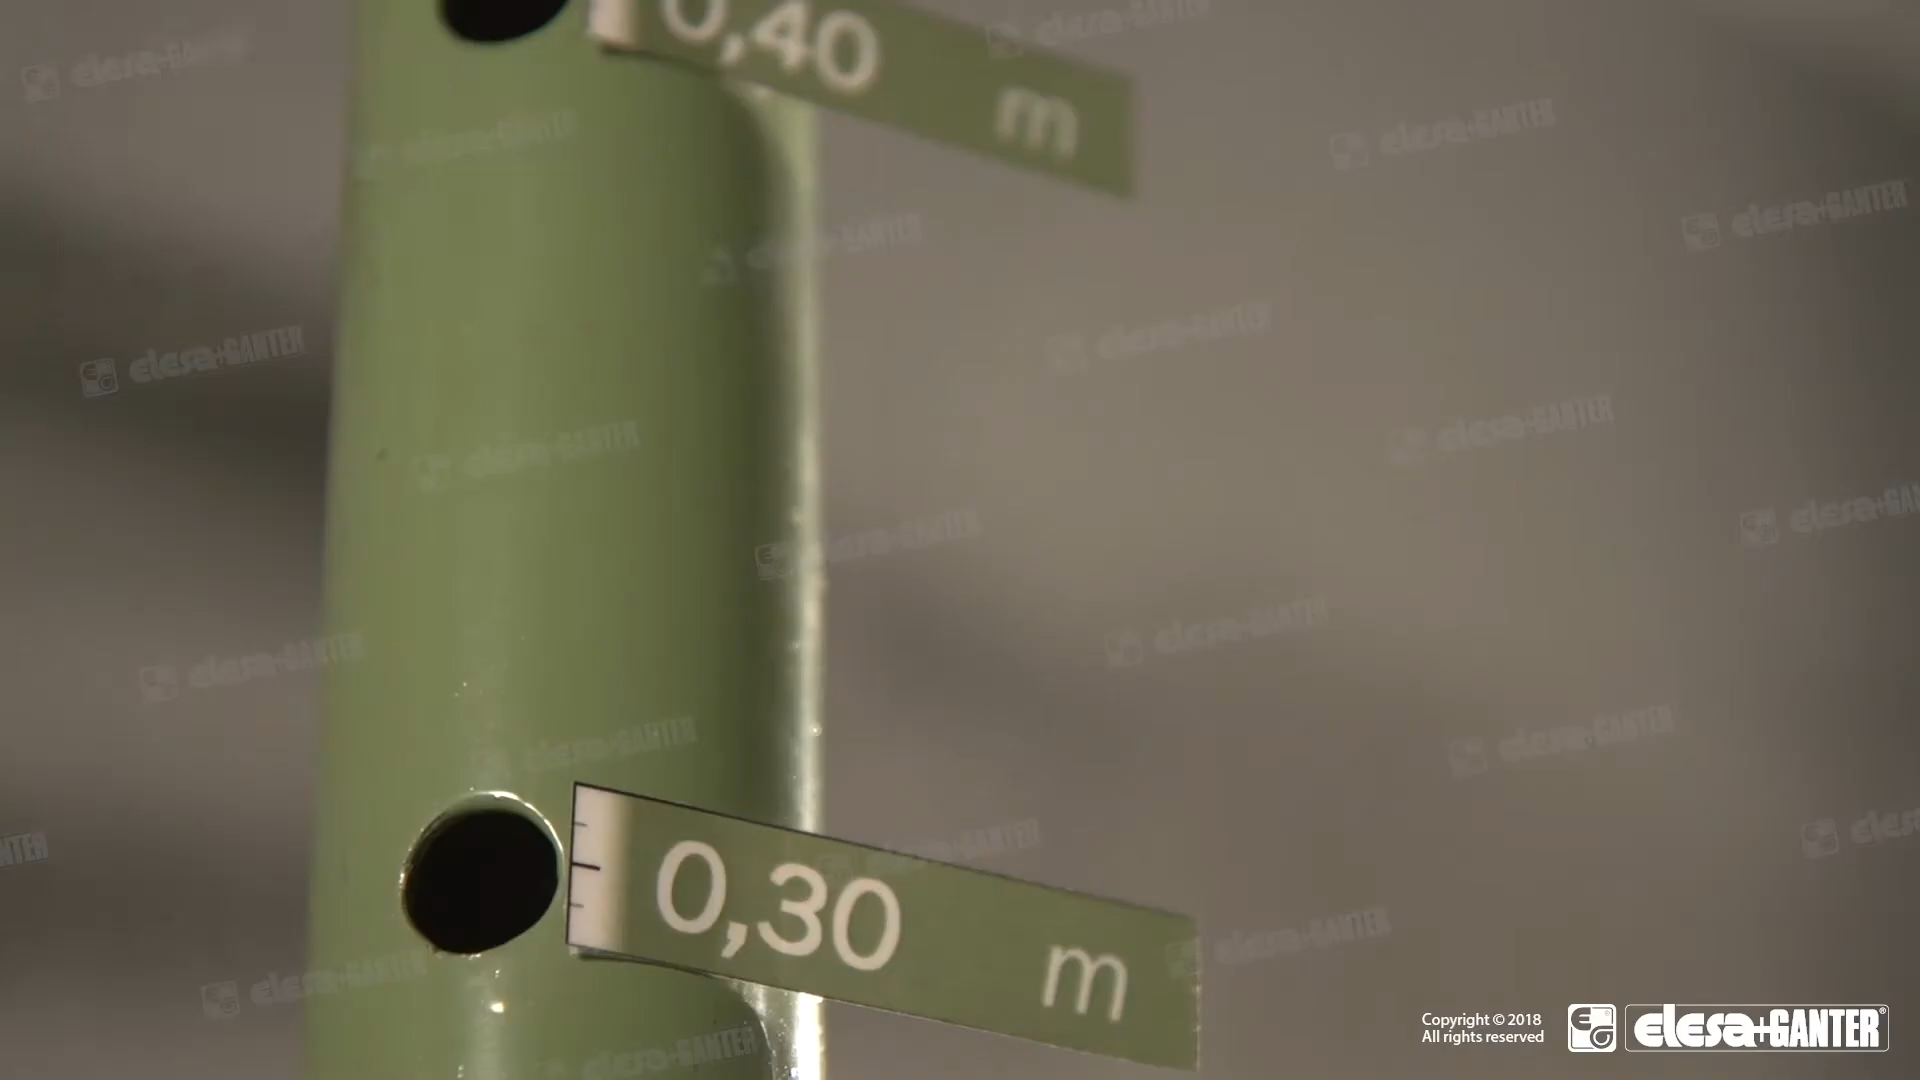 0,40 m
0,30 m
Copyright © 2018
All rights reserved
elesa+GANTER®